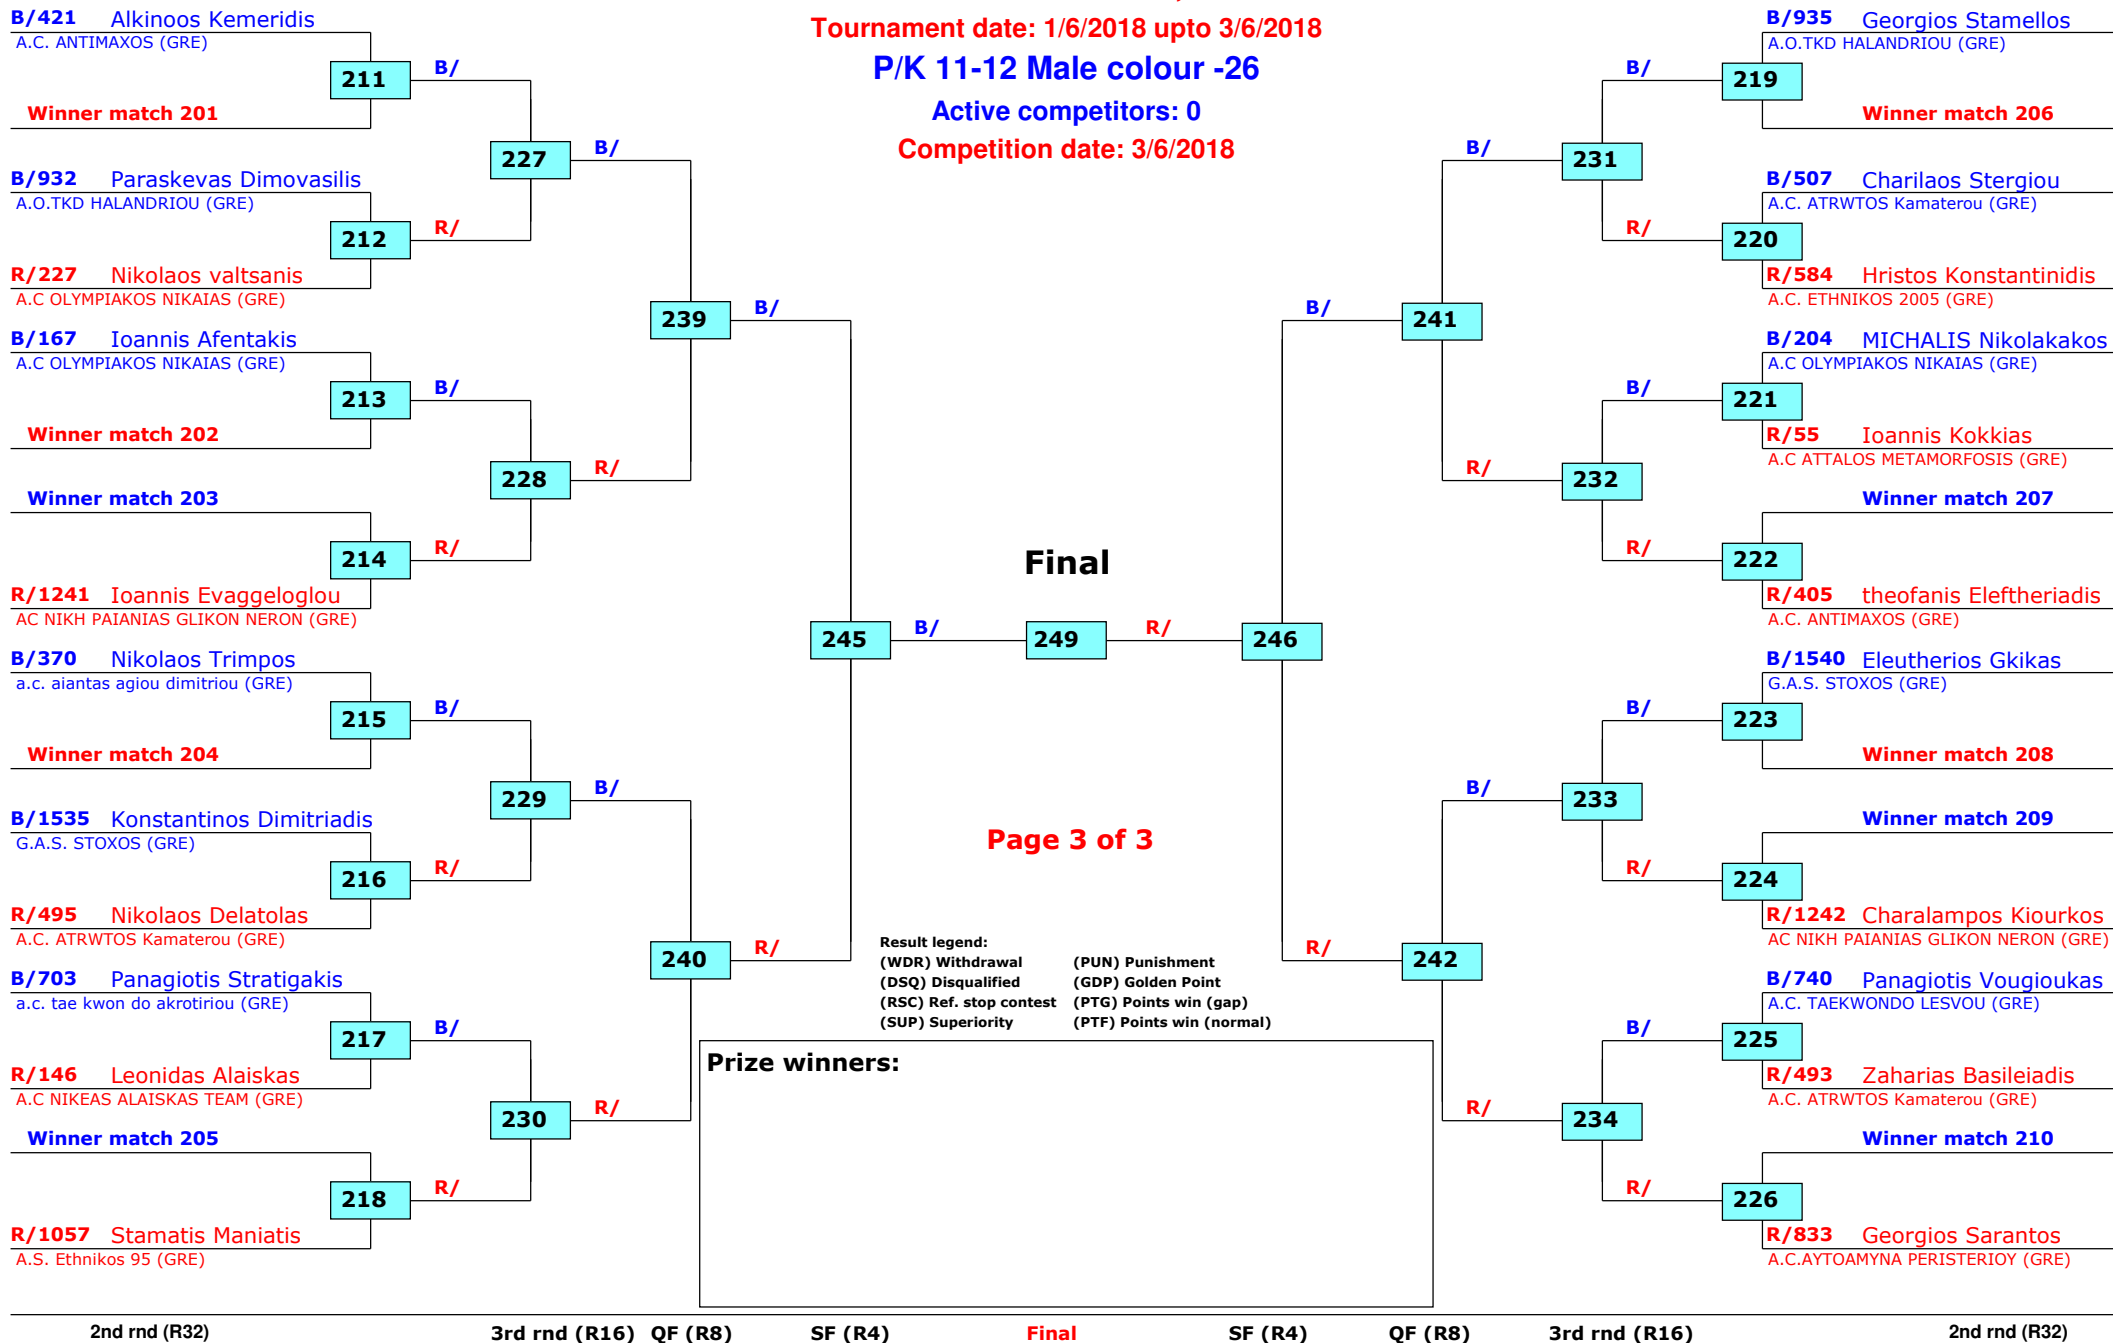 Tournament date: 1/6/2018 upto 3/6/2018
P/K 11-12 Male colour -26
Active competitors: 0
Competition date: 3/6/2018
B/421 Alkinoos Kemeridis
A.C. ANTIMAXOS (GRE)
211
B/
Winner match 201
227
B/
B/932 Paraskevas Dimovasilis
A.O.TKD HALANDRIOU (GRE)
212
R/
R/227 Nikolaos valtsanis
A.C OLYMPIAKOS NIKAIAS (GRE)
239
B/
B/167 Ioannis Afentakis
A.C OLYMPIAKOS NIKAIAS (GRE)
213
B/
Winner match 202
228
R/
Winner match 203
214
R/
R/1241 Ioannis Evaggeloglou
AC NIKH PAIANIAS GLIKON NERON (GRE)
245
B/
B/370 Nikolaos Trimpos
a.c. aiantas agiou dimitriou (GRE)
215
B/
Winner match 204
229
B/
B/1535 Konstantinos Dimitriadis
G.A.S. STOXOS (GRE)
216
R/
R/495 Nikolaos Delatolas
A.C. ATRWTOS Kamaterou (GRE)
240
R/
B/703 Panagiotis Stratigakis
a.c. tae kwon do akrotiriou (GRE)
217
B/
R/146 Leonidas Alaiskas
A.C NIKEAS ALAISKAS TEAM (GRE)
230
R/
Winner match 205
218
R/
R/1057 Stamatis Maniatis
A.S. Ethnikos 95 (GRE)
Final
249
Page 3 of 3
R/
246
B/935 Georgios Stamellos
A.O.TKD HALANDRIOU (GRE)
B/
219
Winner match 206
B/
231
B/507 Charilaos Stergiou
A.C. ATRWTOS Kamaterou (GRE)
R/
220
R/584 Hristos Konstantinidis
A.C. ETHNIKOS 2005 (GRE)
B/
241
B/204 MICHALIS Nikolakakos
A.C OLYMPIAKOS NIKAIAS (GRE)
B/
221
R/55 Ioannis Kokkias
A.C ATTALOS METAMORFOSIS (GRE)
R/
232
Winner match 207
R/
222
R/405 theofanis Eleftheriadis
A.C. ANTIMAXOS (GRE)
B/1540 Eleutherios Gkikas
G.A.S. STOXOS (GRE)
B/
223
Winner match 208
B/
233
Winner match 209
R/
224
R/1242 Charalampos Kiourkos
AC NIKH PAIANIAS GLIKON NERON (GRE)
R/
242
B/740 Panagiotis Vougioukas
A.C. TAEKWONDO LESVOU (GRE)
B/
225
R/493 Zaharias Basileiadis
A.C. ATRWTOS Kamaterou (GRE)
R/
234
Winner match 210
R/
226
R/833 Georgios Sarantos
A.C.AYTOAMYNA PERISTERIOY (GRE)
Result legend:
(WDR) Withdrawal (PUN) Punishment
(DSQ) Disqualified (GDP) Golden Point
(RSC) Ref. stop contest (PTG) Points win (gap)
(SUP) Superiority (PTF) Points win (normal)
Prize winners:
2nd rnd (R32) 3rd rnd (R16) QF (R8) SF (R4) Final SF (R4) QF (R8) 3rd rnd (R16) 2nd rnd (R32)